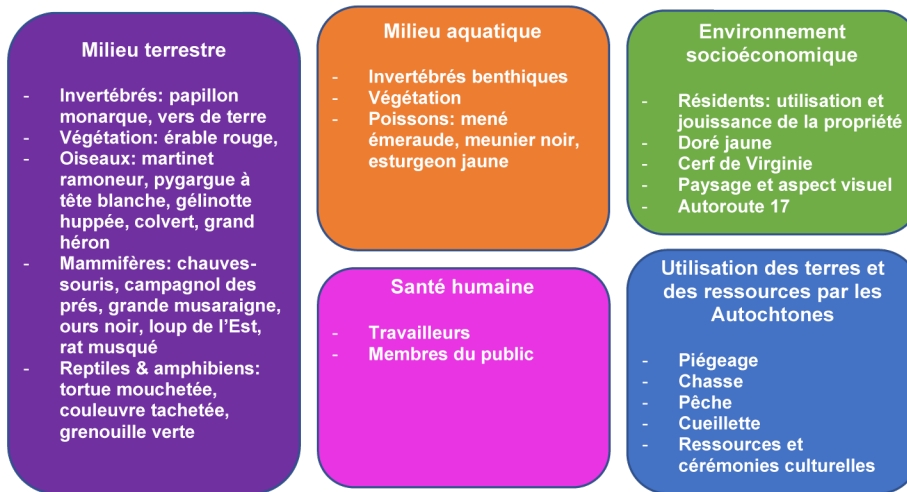 Milieu terrestre
- Invertébrés: papillon
monarque, vers de terre
- Végétation: érable rouge,
- Oiseaux: martinet
ramoneur, pygargue à
tête blanche, gélinotte
huppée, colvert, grand
héron
- Mammifères: chauves-
souris, campagnol des
prés, grande musaraigne,
ours noir, loup de l'Est,
rat musqué
- Reptiles & amphibiens:
tortue mouchetée,
couleuvre tachetée,
grenouille verte
Milieu aquatique
- Invertébrés benthiques
- Végétation
- Poissons: mené
émeraude, meunier noir,
esturgeon jaune
Environnement
socioéconomique
- Résidents: utilisation et
jouissance de la propriété
- Doré jaune
- Cerf de Virginie
- Paysage et aspect visuel
- Autoroute 17
Santé humaine
- Travailleurs
- Membres du public
Utilisation des terres et
des ressources par les
Autochtones
- Piégeage
- Chasse
- Pêche
- Cueillette
- Ressources et
cérémonies culturelles